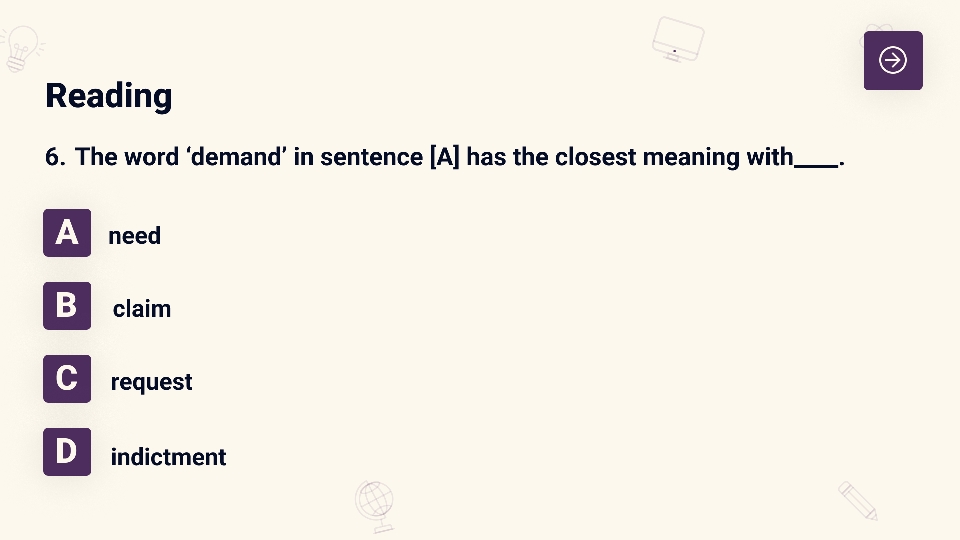 Reading
6. The word ‘demand’ in sentence [A] has the closest meaning with____.
A need
B claim
C request
D indictment